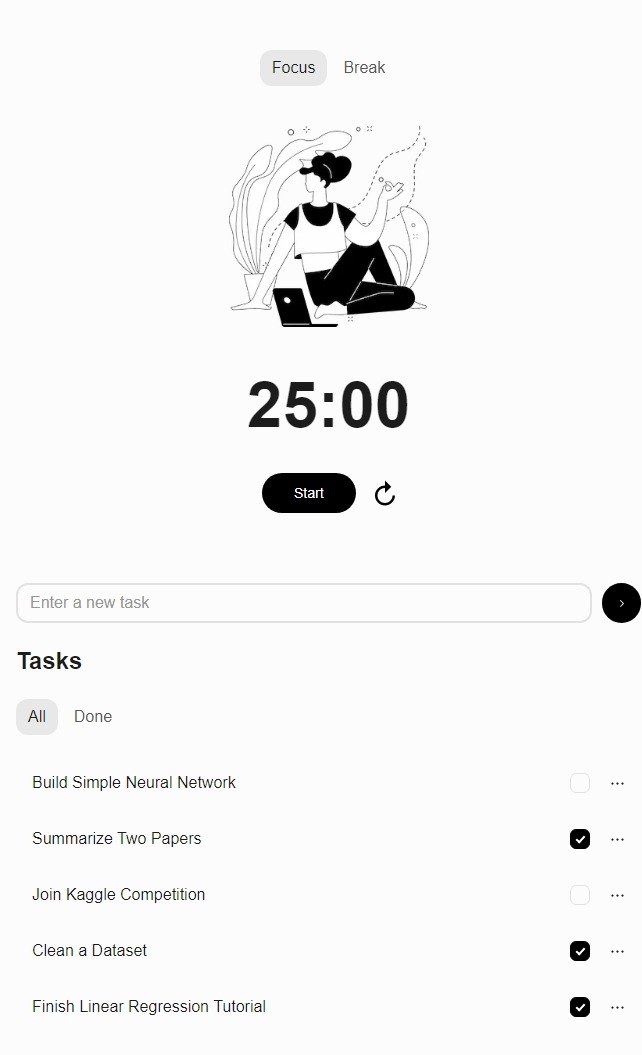 Focus Break
25:00
Start
Enter a new task
Tasks
All Done
Build Simple Neural Network
Summarize Two Papers
Join Kaggle Competition
Clean a Dataset
Finish Linear Regression Tutorial